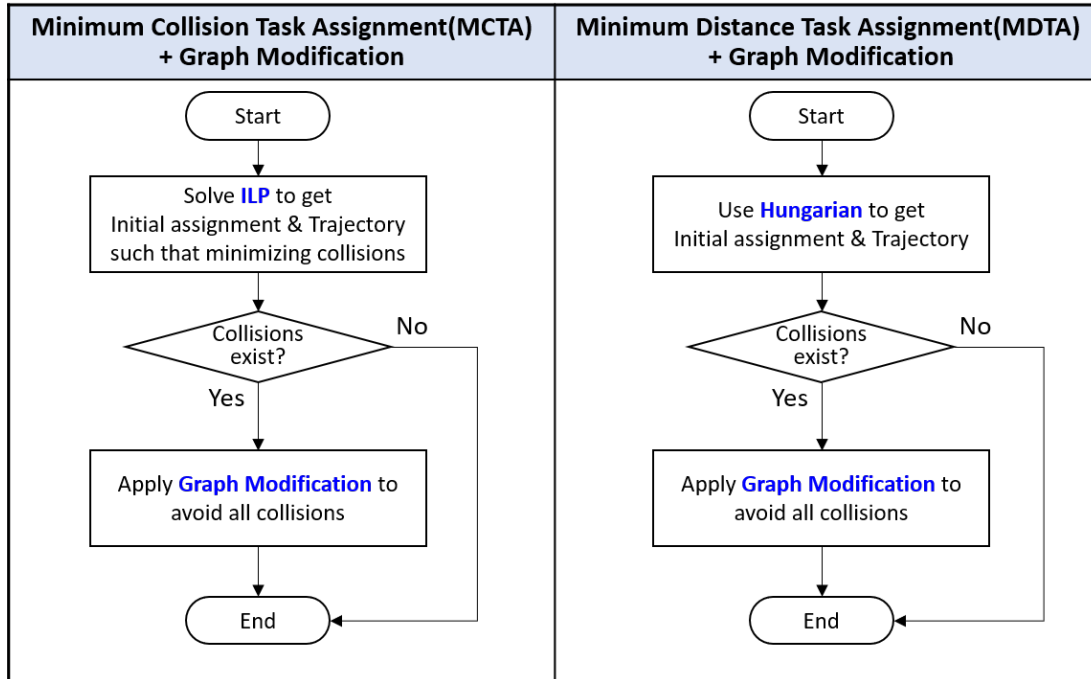 Minimum Collision Task Assignment(MCTA)
+ Graph Modification
Start
Solve ILP to get
Initial assignment & Trajectory
such that minimizing collisions
Collisions
exist?
No
Yes
Apply Graph Modification to
avoid all collisions
End
Minimum Distance Task Assignment(MDTA)
+ Graph Modification
Start
Use Hungarian to get
Initial assignment & Trajectory
Collisions
exist?
No
Yes
Apply Graph Modification to
avoid all collisions
End